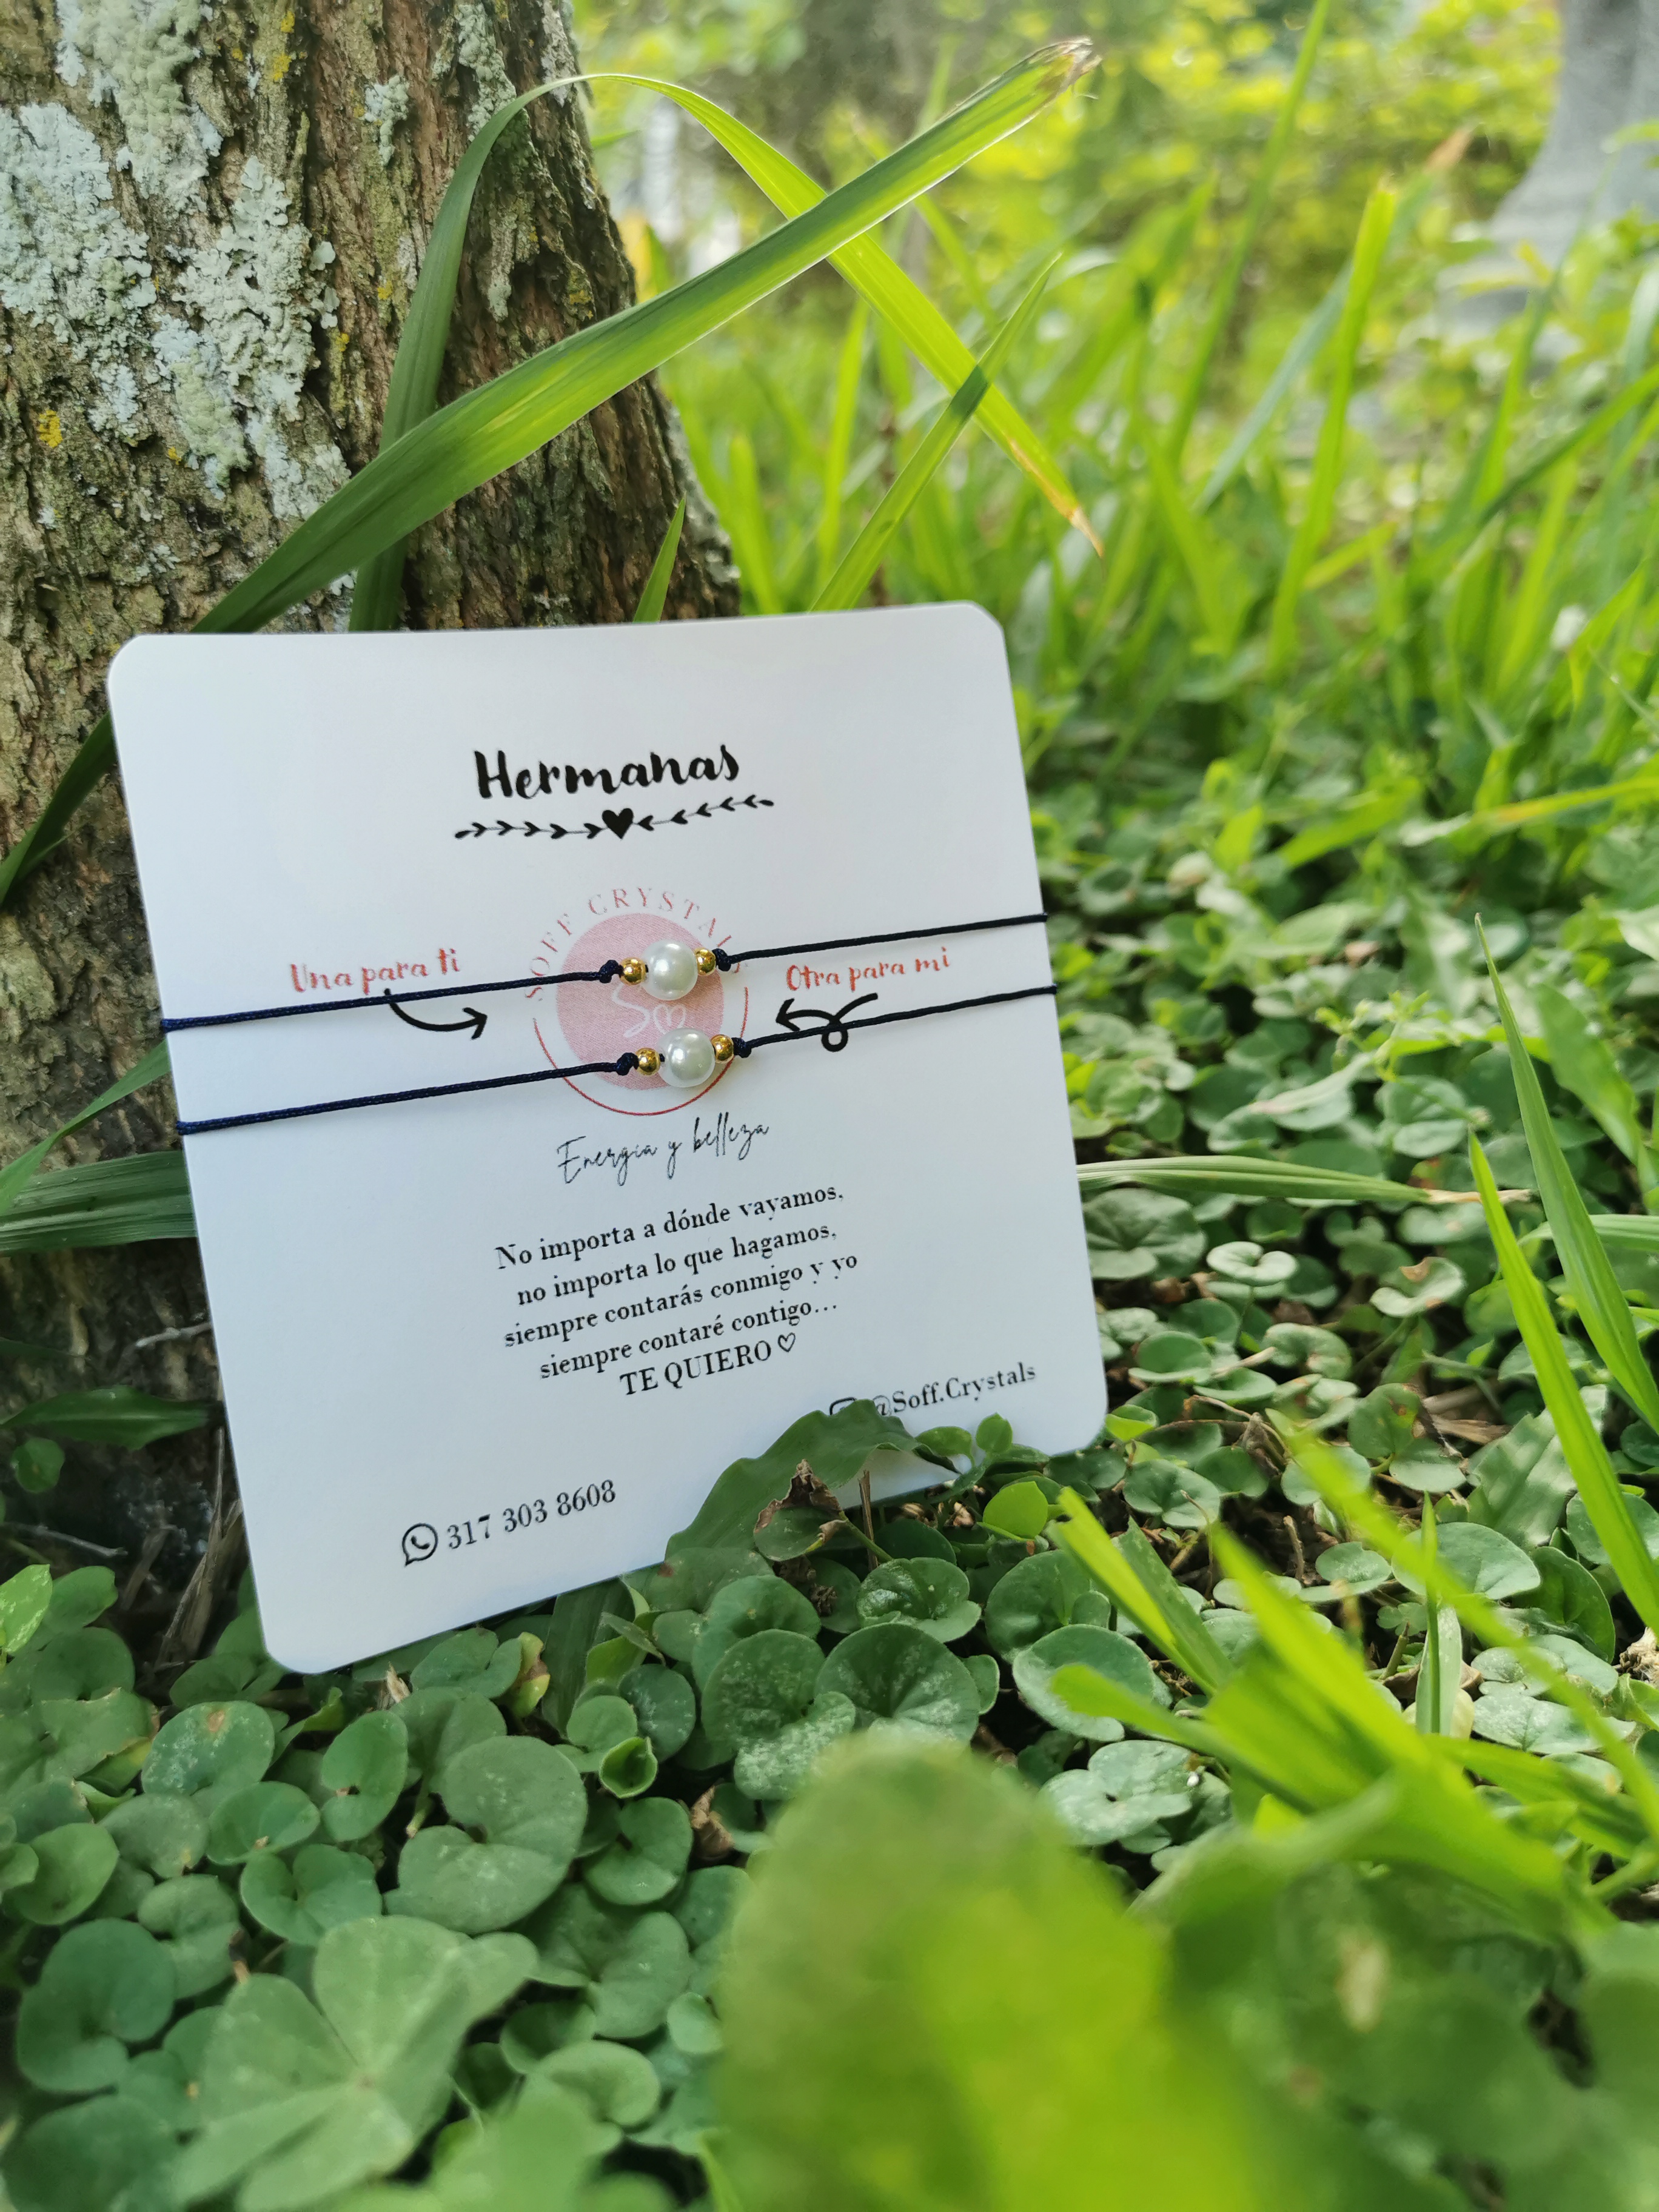 Hermanas
SOFF CRYSTALS
Una para ti
Otra para mi
Energía y belleza
No importa a dónde vayamos,
no importa lo que hagamos,
siempre contarás conmigo y yo
siempre contaré contigo...
TE QUIERO ♡
@Soff.Crystals
317 303 8608